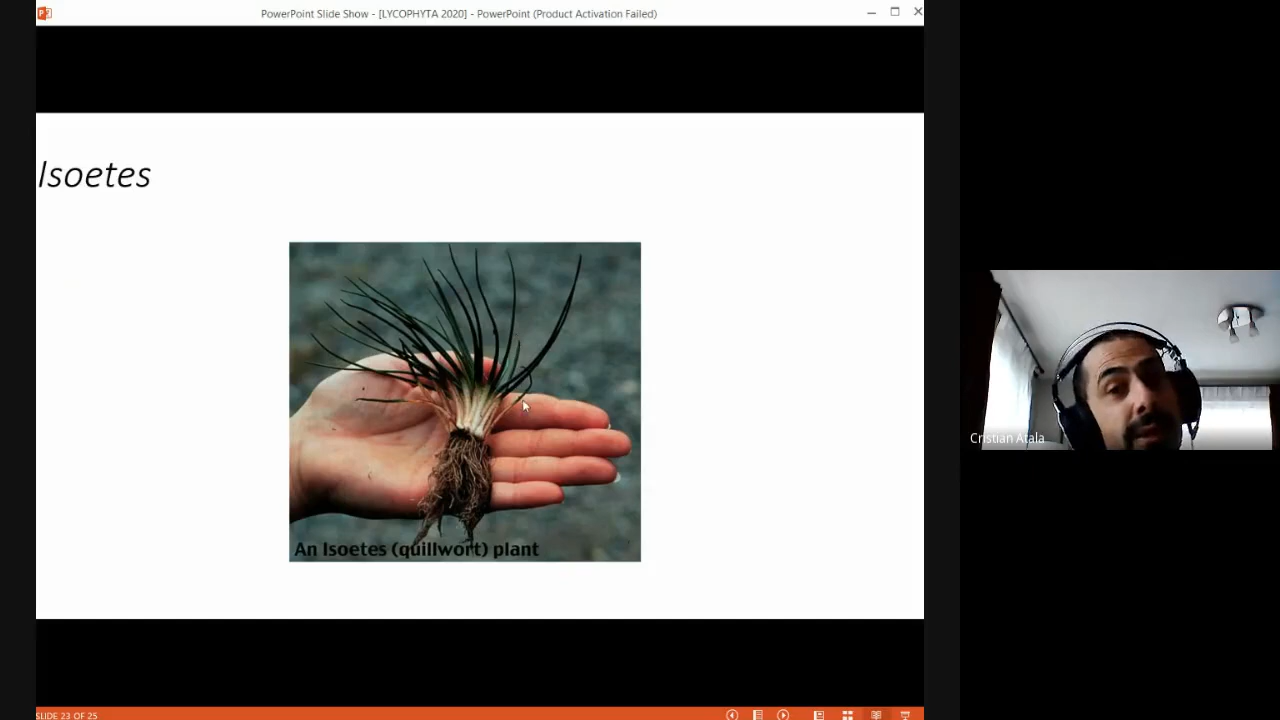 PowerPoint Slide Show - [LYCOPHYTA 2020] - PowerPoint (Product Activation Failed)
Isoetes
An Isoetes (quillwort) plant
Cristian Atala
SLIDE 23 OF 25